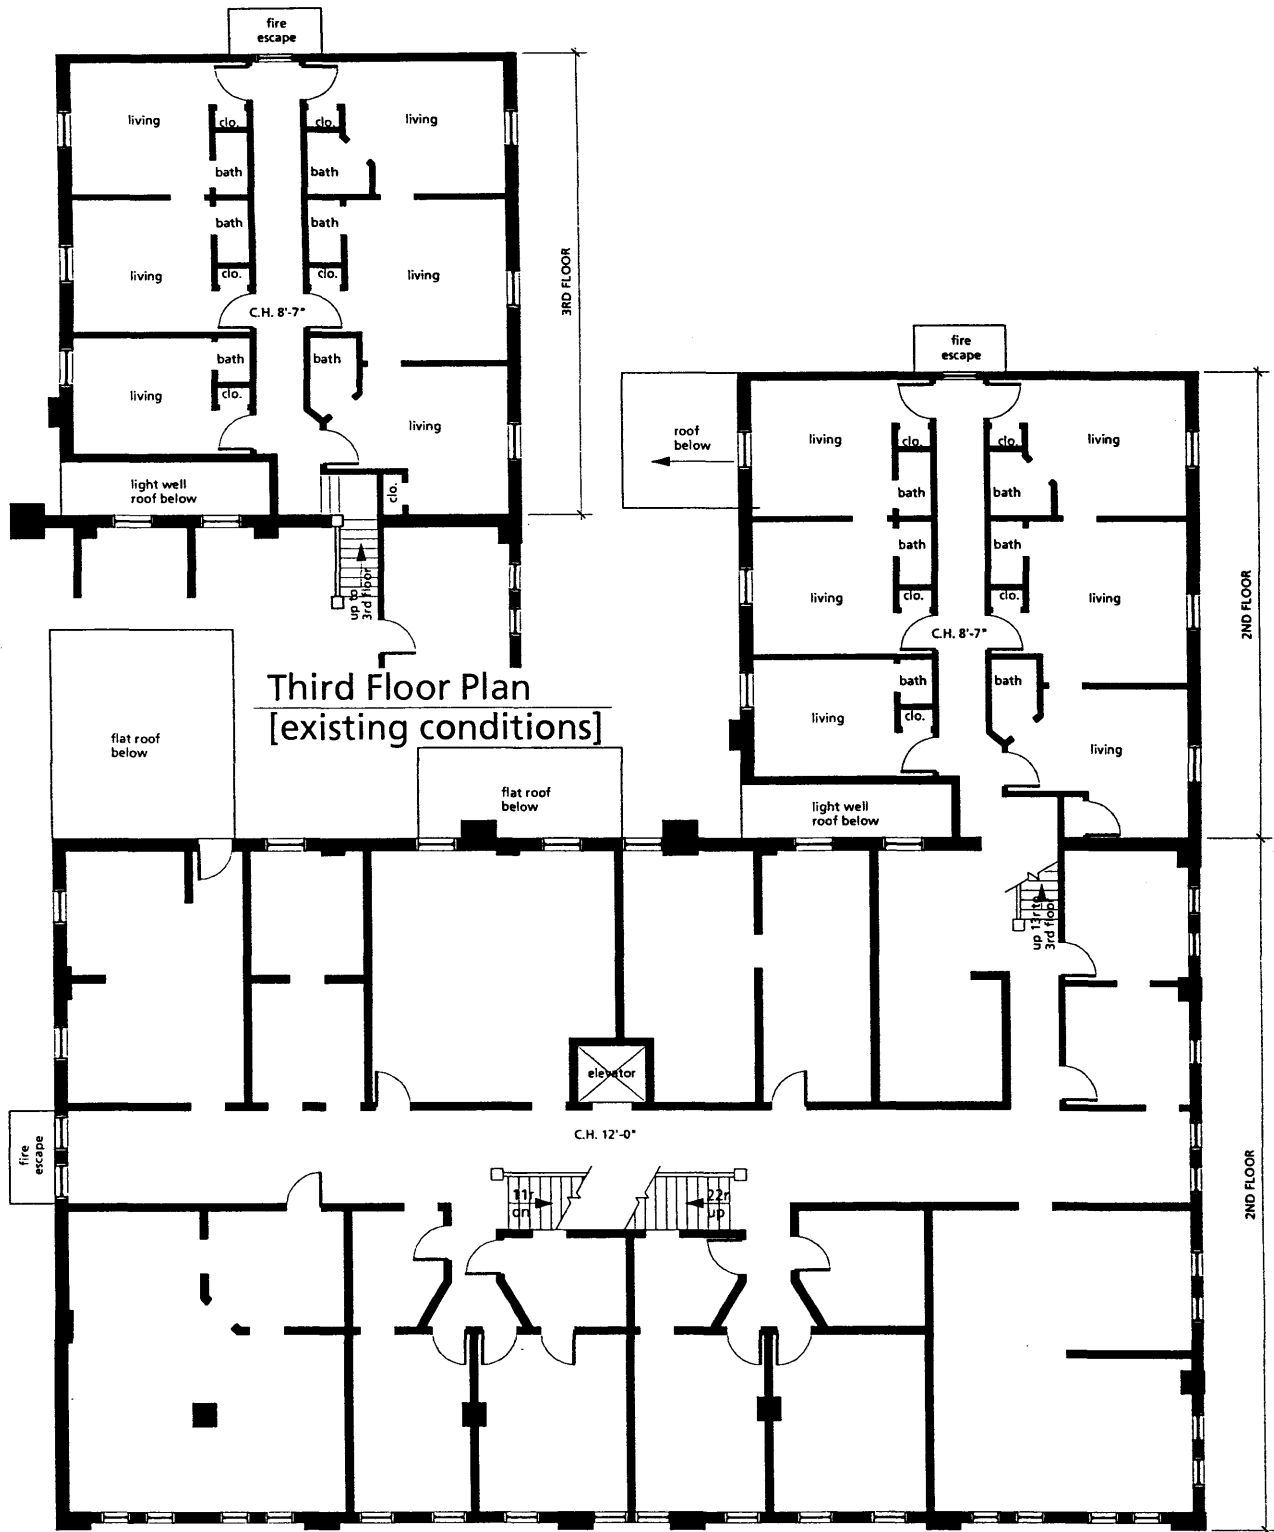 fire
escape
living
clo.
clo.
living
bath
bath
bath
bath
living
clo.
clo.
living
C.H. 8'-7"
3RD FLOOR
bath
bath
living
clo.
living
light well
roof below
clo.
up to
3rd floor
Third Floor Plan
[existing conditions]
flat roof
below
flat roof
below
fire
escape
roof
below
living
clo.
clo.
living
bath
bath
bath
bath
living
clo.
clo.
living
C.H. 8'-7"
2ND FLOOR
bath
bath
living
clo.
living
light well
roof below
up 13r to
3rd floor
elevator
C.H. 12'-0"
fire
escape
11r
dn
22r
up
2ND FLOOR